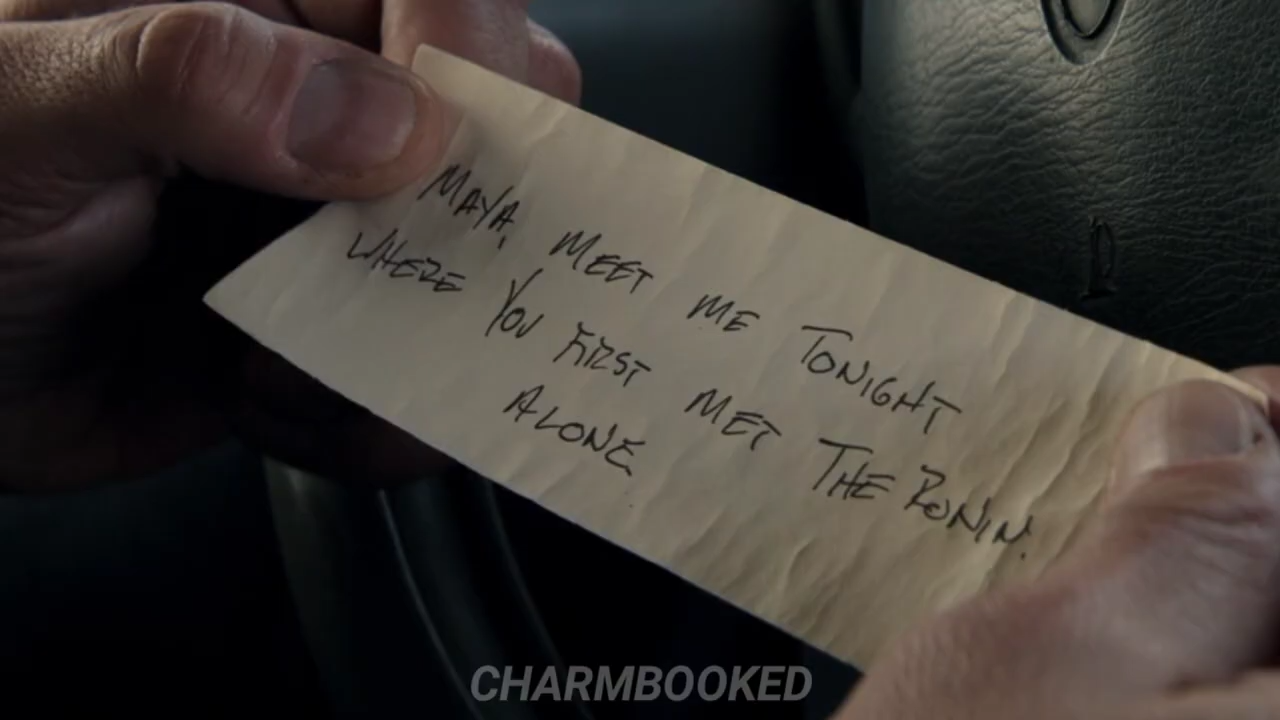 MAYA, MEET ME TONIGHT
WHERE YOU FIRST MET THE RONIN.
ALONE.
CHARMBOOKED